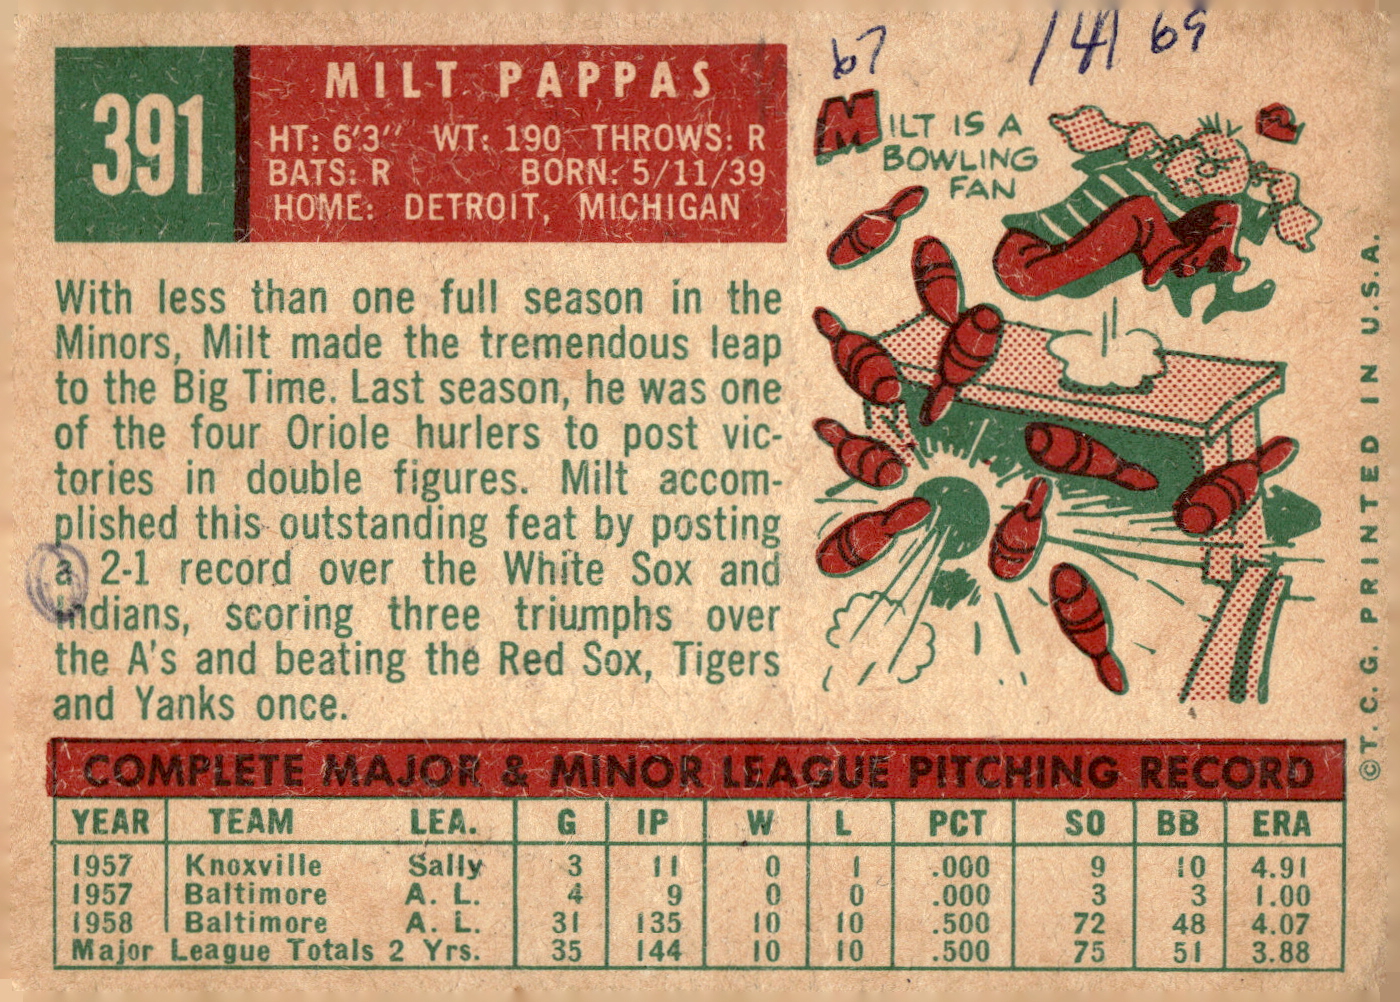 67 141 69
391
MILT PAPPAS
HT: 6'3" WT: 190 THROWS: R
BATS: R BORN: 5/11/39
HOME: DETROIT, MICHIGAN
MILT IS A
BOWLING
FAN
With less than one full season in the
Minors, Milt made the tremendous leap
to the Big Time. Last season, he was one
of the four Oriole hurlers to post vic-
tories in double figures. Milt accom-
plished this outstanding feat by posting
a 2-1 record over the White Sox and
Indians, scoring three triumphs over
the A's and beating the Red Sox, Tigers
and Yanks once.
©T. C. G. PRINTED IN U.S.A.
COMPLETE MAJOR & MINOR LEAGUE PITCHING RECORD
YEAR TEAM LEA. G IP W L PCT SO BB ERA
1957 Knoxville Sally 3 11 0 1 .000 9 10 4.91
1957 Baltimore A. L. 4 9 0 0 .000 3 3 1.00
1958 Baltimore A. L. 31 135 10 10 .500 72 48 4.07
Major League Totals 2 Yrs. 35 144 10 10 .500 75 51 3.88